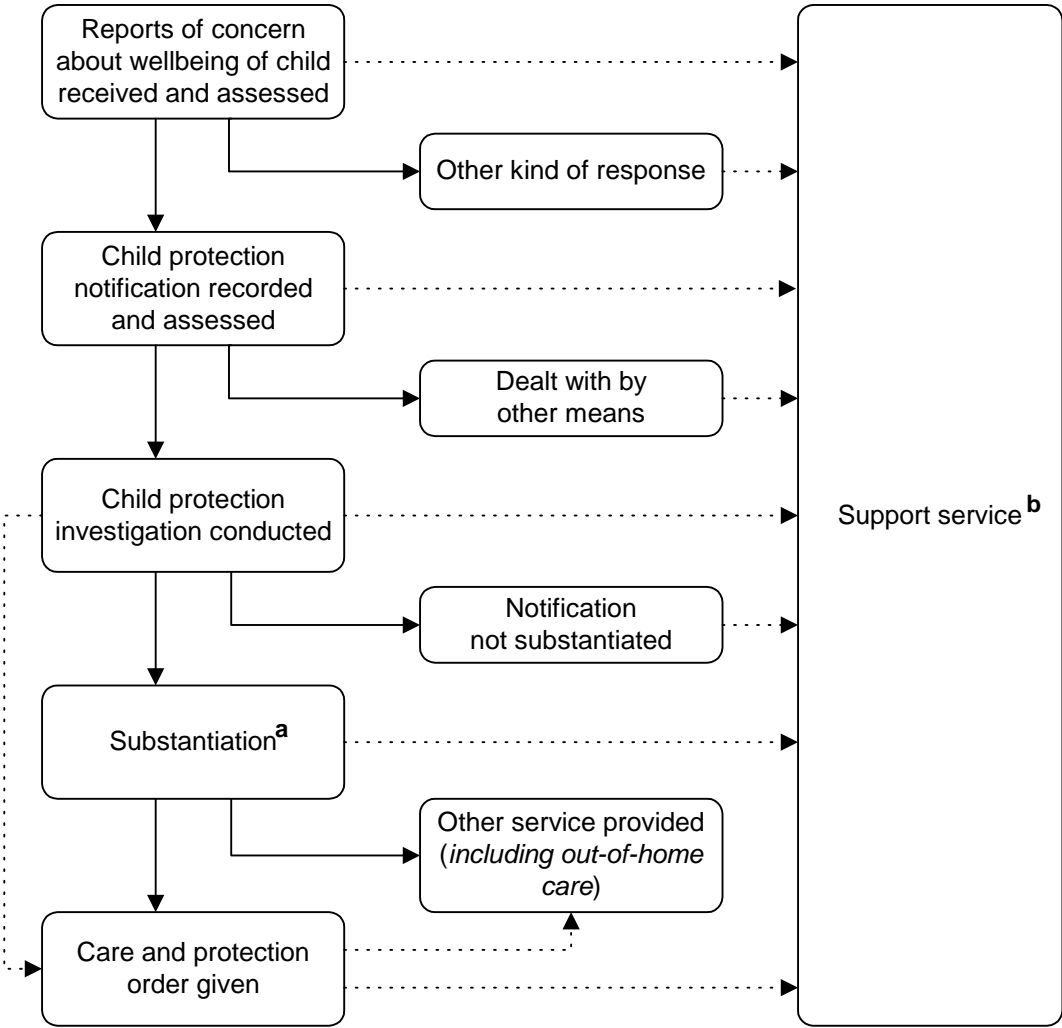 Reports of concern
about wellbeing of child
received and assessed
Other kind of response
Child protection
notification recorded
and assessed
Dealt with by
other means
Child protection
investigation conducted
Support service b
Notification
not substantiated
Substantiation a
Other service provided
(including out-of-home
care)
Care and protection
order given